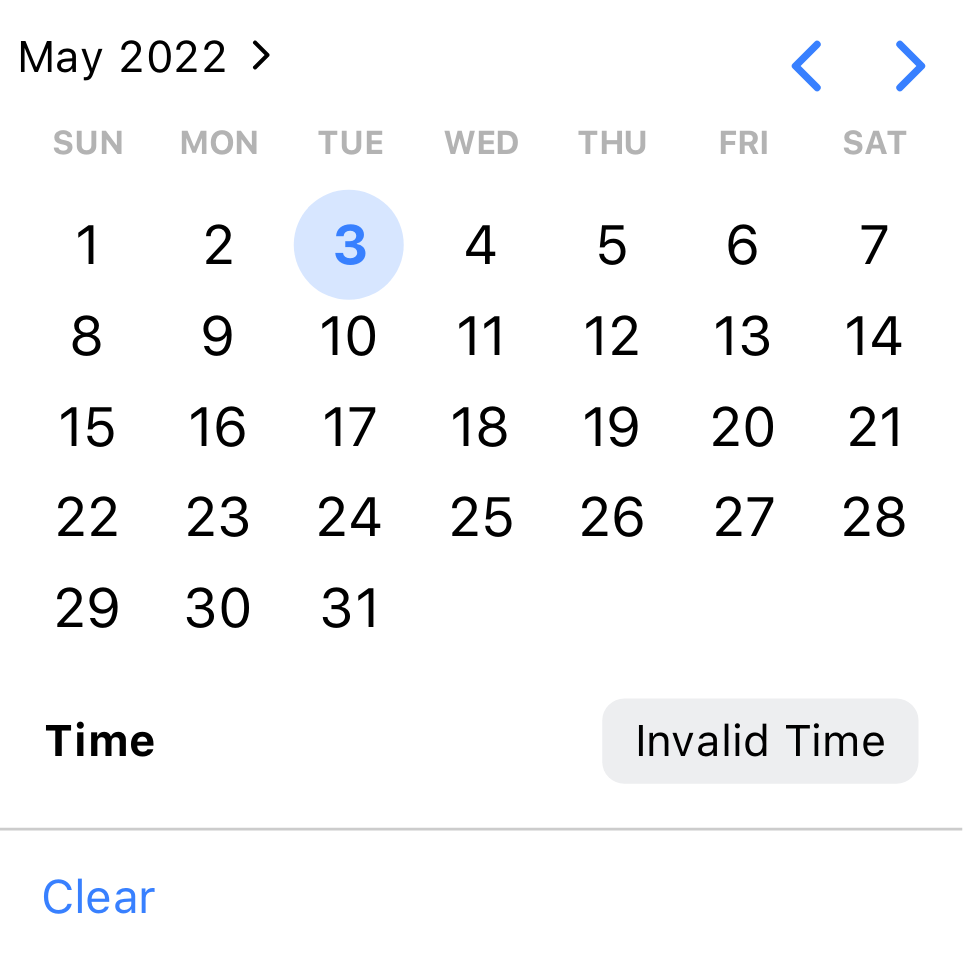 May 2022 >
SUN MON TUE WED THU FRI SAT
1 2 3 4 5 6 7
8 9 10 11 12 13 14
15 16 17 18 19 20 21
22 23 24 25 26 27 28
29 30 31
Time Invalid Time
Clear